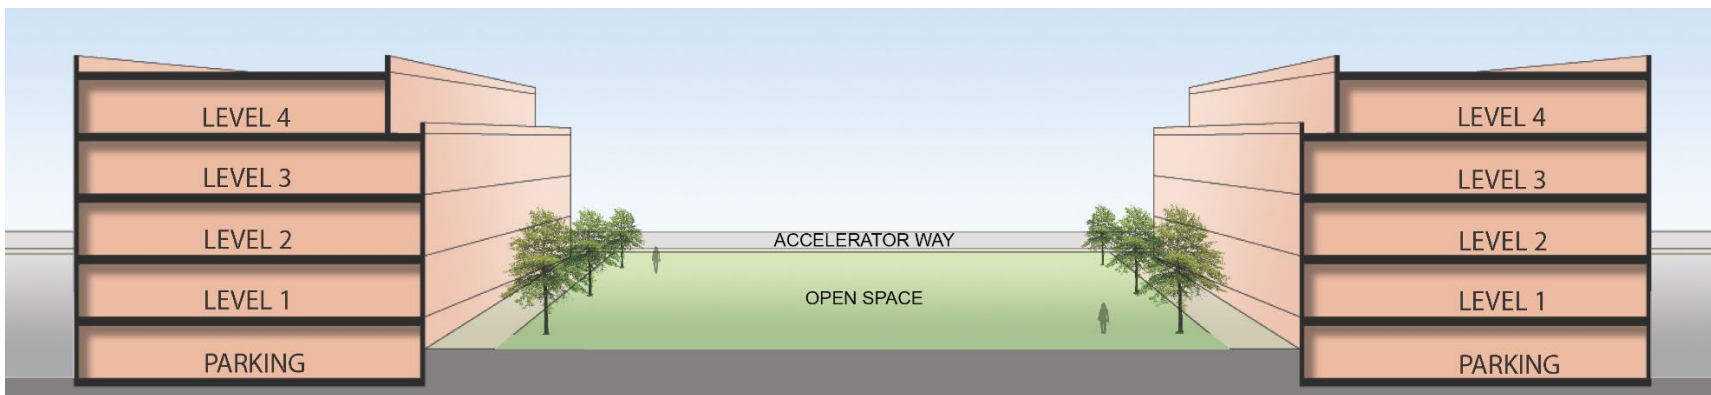 LEVEL 4
LEVEL 3
LEVEL 2
LEVEL 1
PARKING
ACCELERATOR WAY
OPEN SPACE
LEVEL 4
LEVEL 3
LEVEL 2
LEVEL 1
PARKING